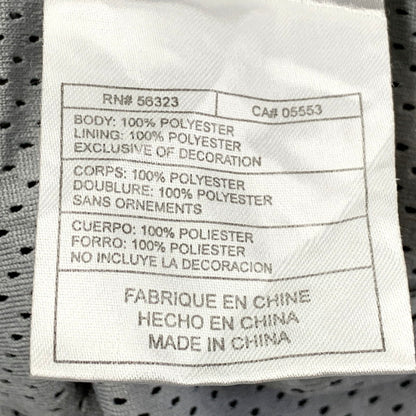 RN# 56323 CA# 05553
BODY: 100% POLYESTER
LINING: 100% POLYESTER
EXCLUSIVE OF DECORATION
CORPS: 100% POLYESTER
DOUBLURE: 100% POLYESTER
SANS ORNEMENTS
CUERPO: 100% POLIESTER
FORRO: 100% POLIESTER
NO INCLUYE LA DECORACION
FABRIQUE EN CHINE
HECHO EN CHINA
MADE IN CHINA